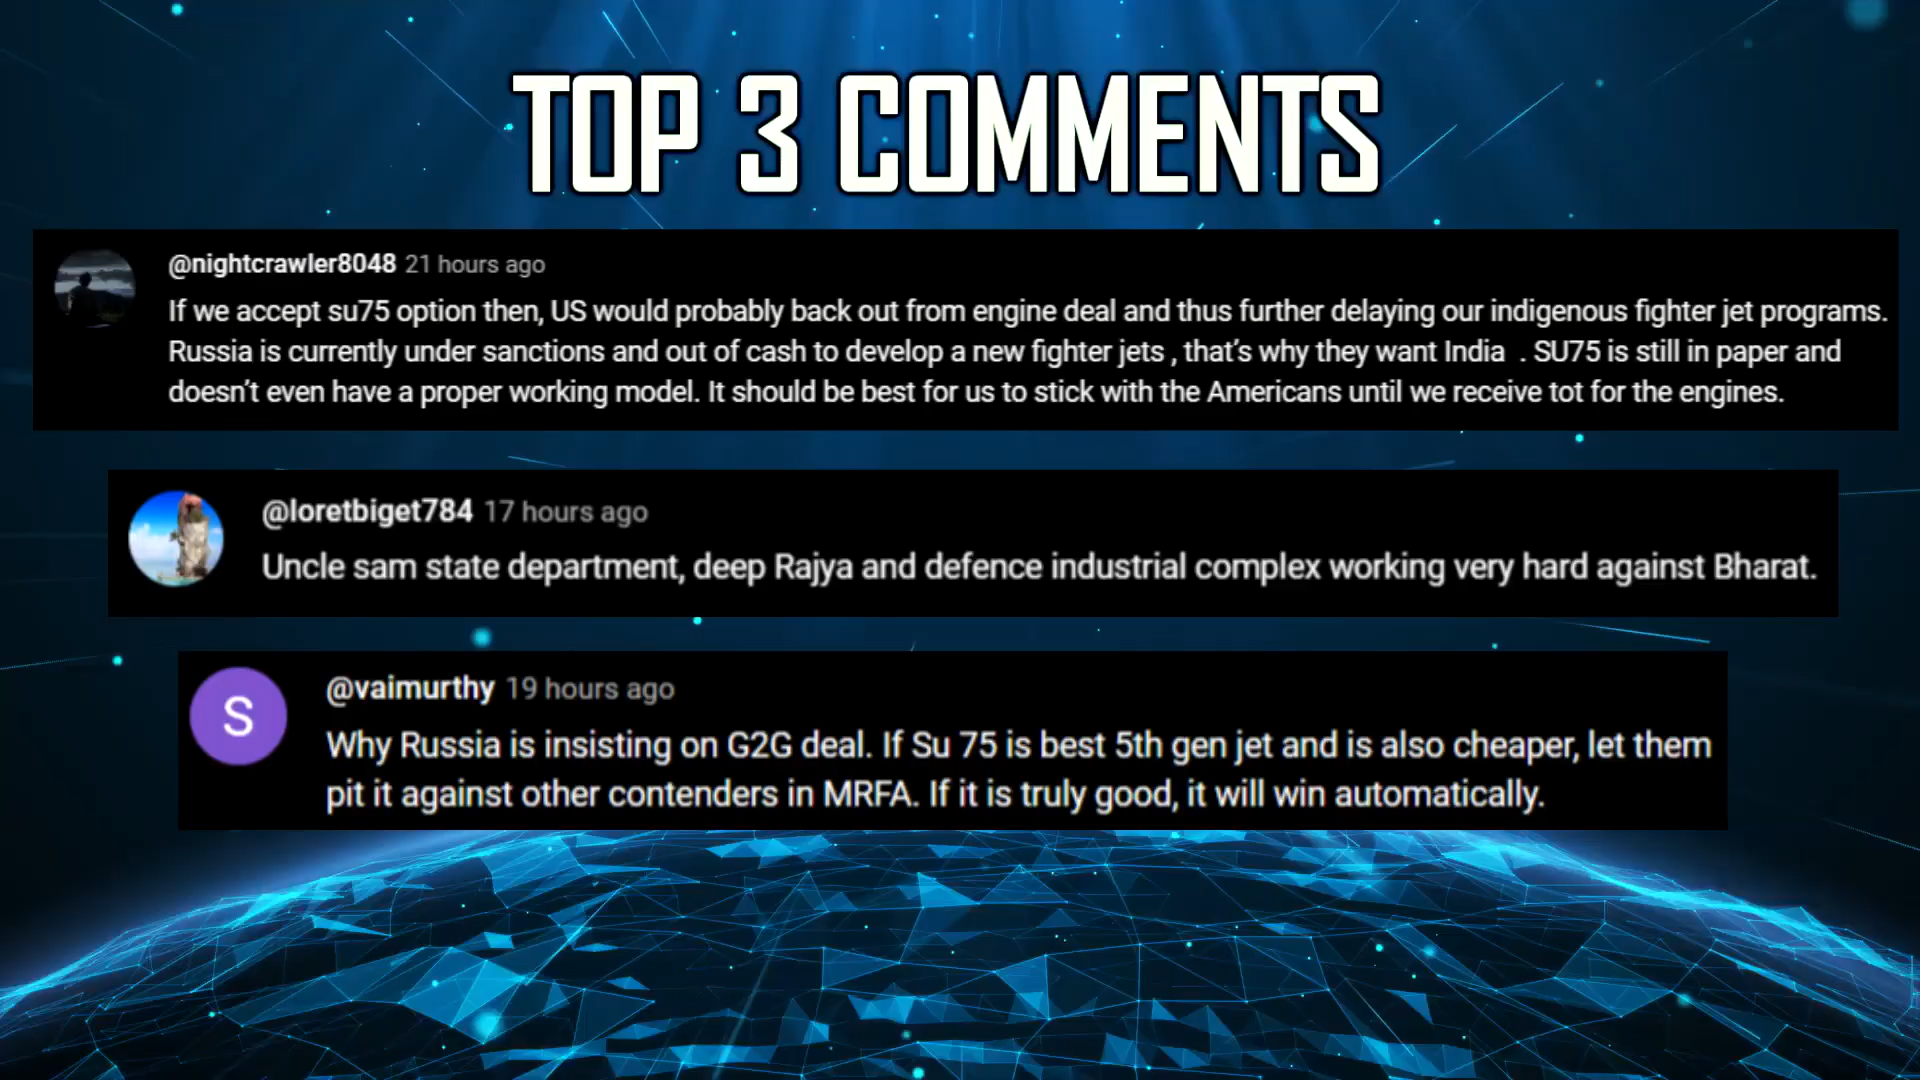 TOP 3 COMMENTS
@nightcrawler8048 21 hours ago
If we accept su75 option then, US would probably back out from engine deal and thus further delaying our indigenous fighter jet programs.
Russia is currently under sanctions and out of cash to develop a new fighter jets , that's why they want India  . SU75 is still in paper and
doesn't even have a proper working model. It should be best for us to stick with the Americans until we receive tot for the engines.
@loretbiget784 17 hours ago
Uncle sam state department, deep Rajya and defence industrial complex working very hard against Bharat.
S
@vaimurthy 19 hours ago
Why Russia is insisting on G2G deal. If Su 75 is best 5th gen jet and is also cheaper, let them
pit it against other contenders in MRFA. If it is truly good, it will win automatically.